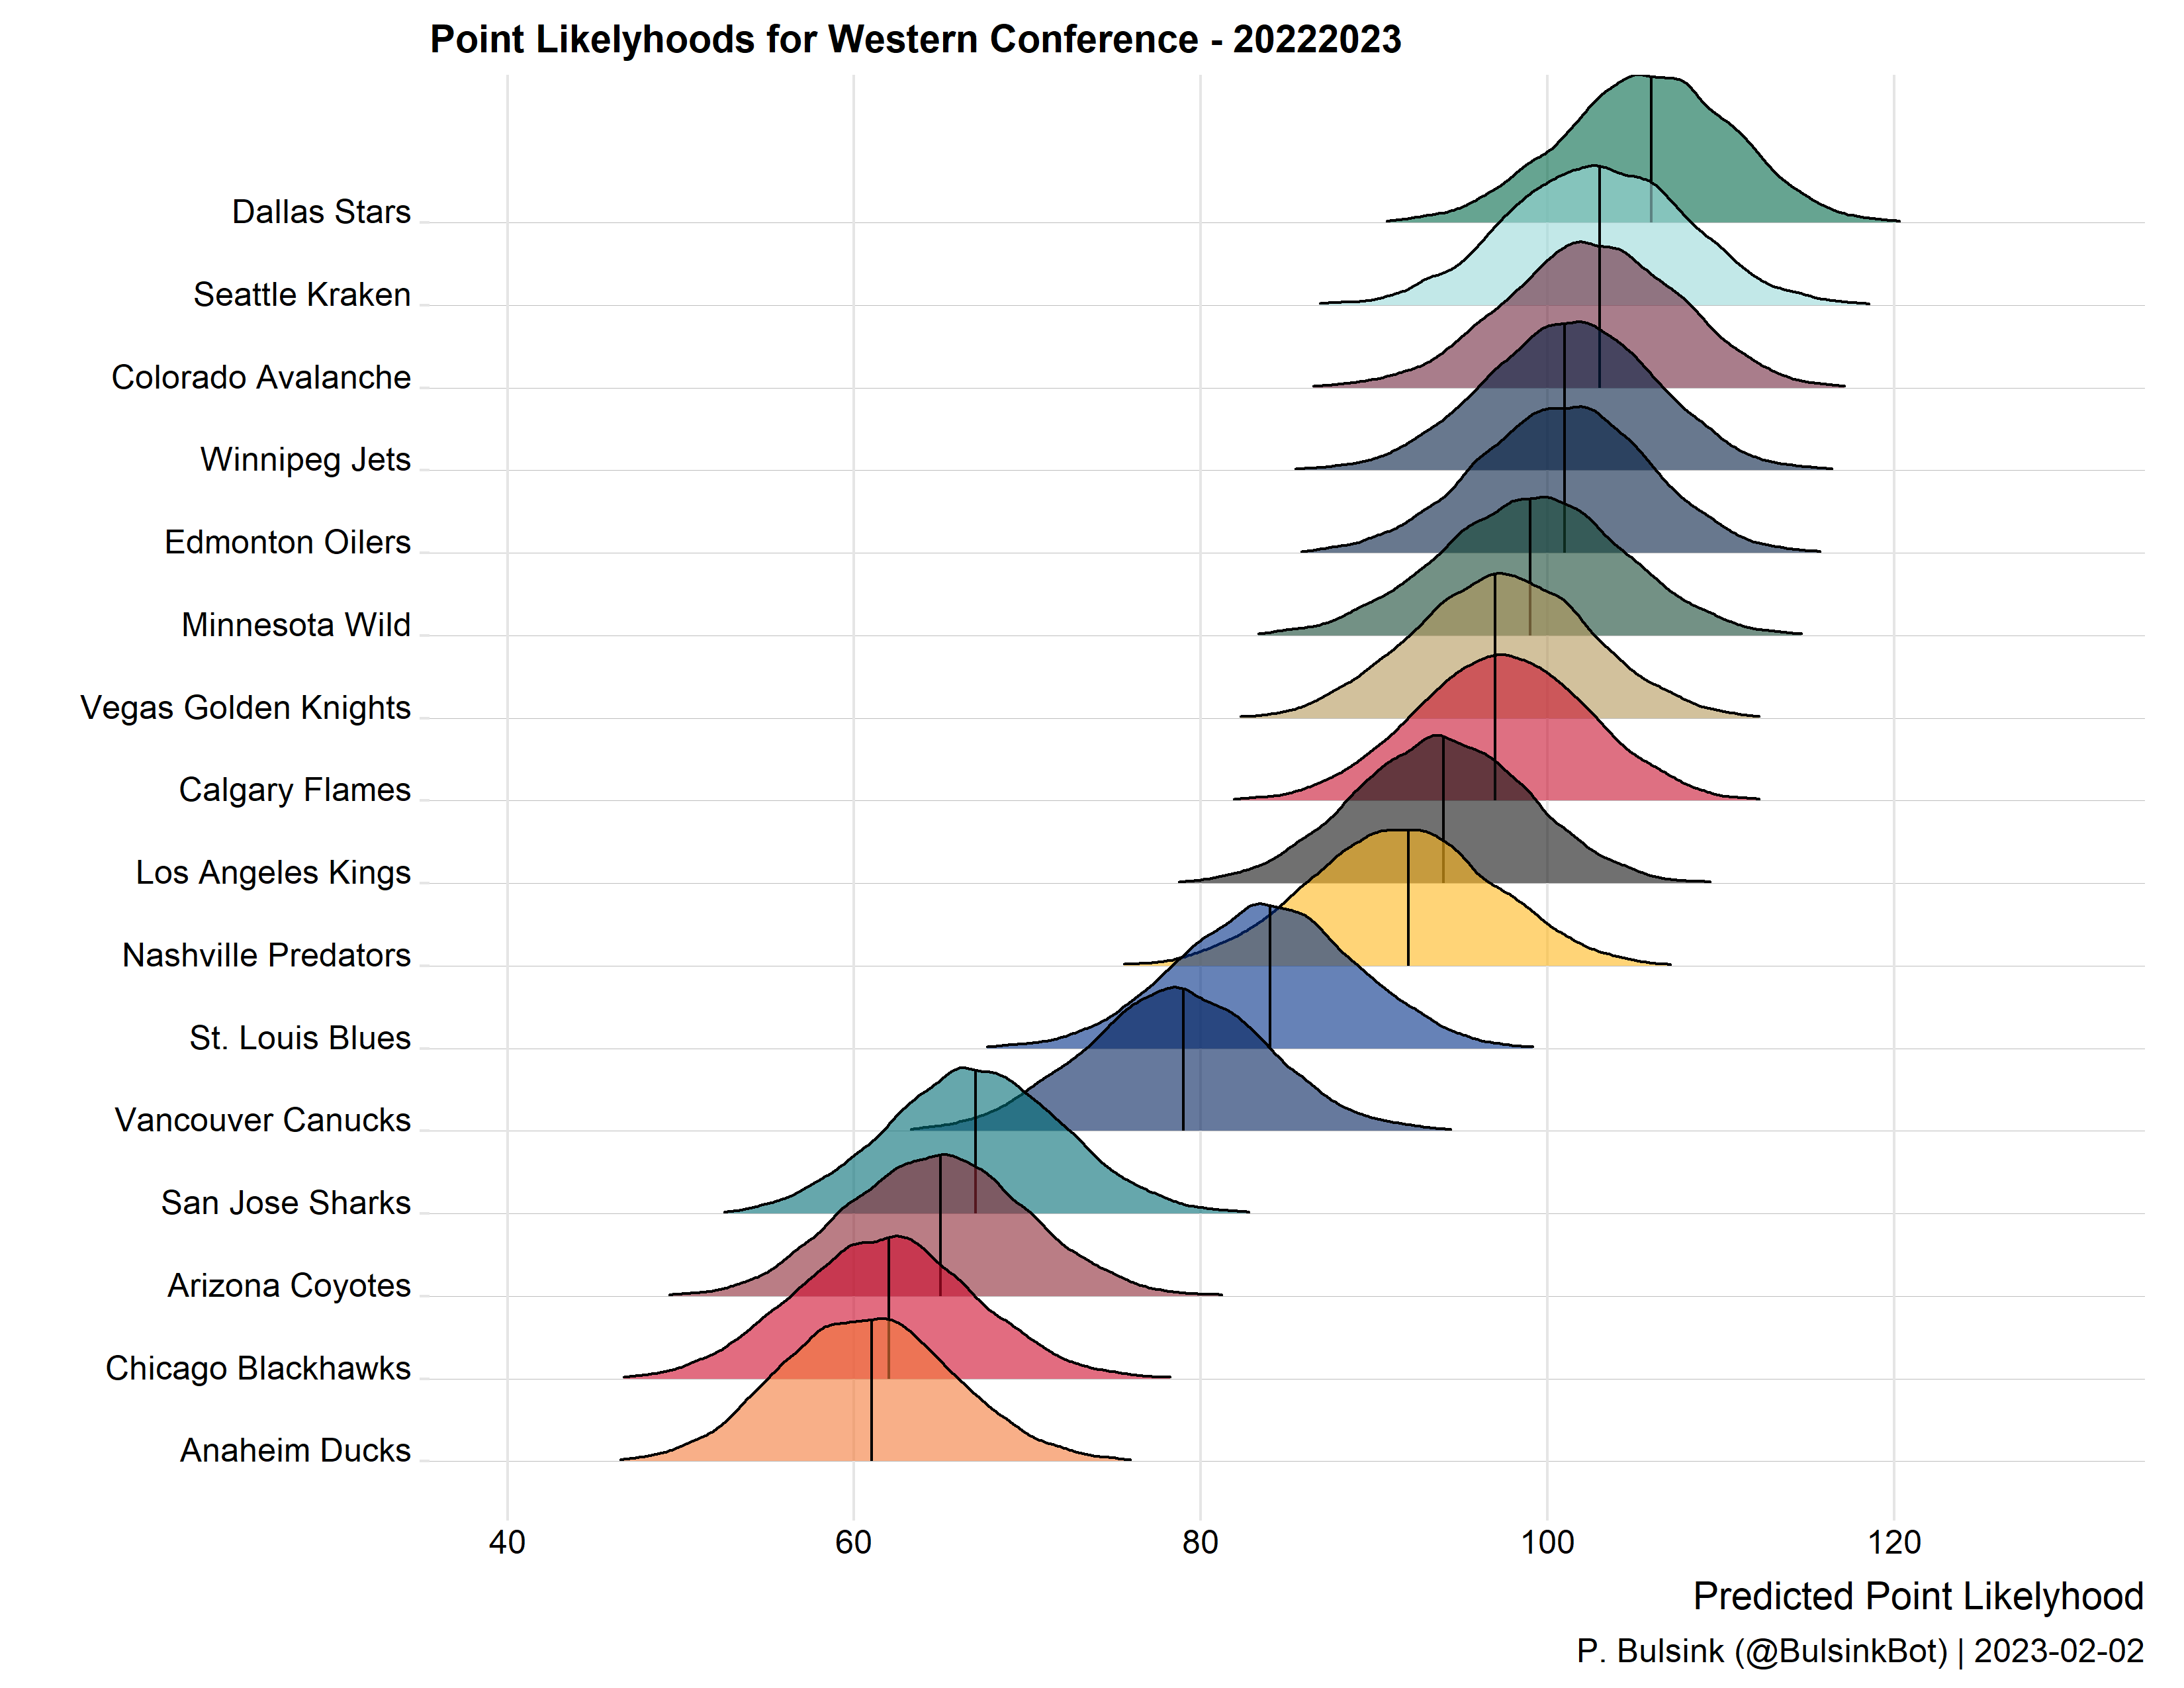 Point Likelyhoods for Western Conference - 20222023
Dallas Stars
Seattle Kraken
Colorado Avalanche
Winnipeg Jets
Edmonton Oilers
Minnesota Wild
Vegas Golden Knights
Calgary Flames
Los Angeles Kings
Nashville Predators
St. Louis Blues
Vancouver Canucks
San Jose Sharks
Arizona Coyotes
Chicago Blackhawks
Anaheim Ducks
40 60 80 100 120
Predicted Point Likelyhood
P. Bulsink (@BulsinkBot) | 2023-02-02